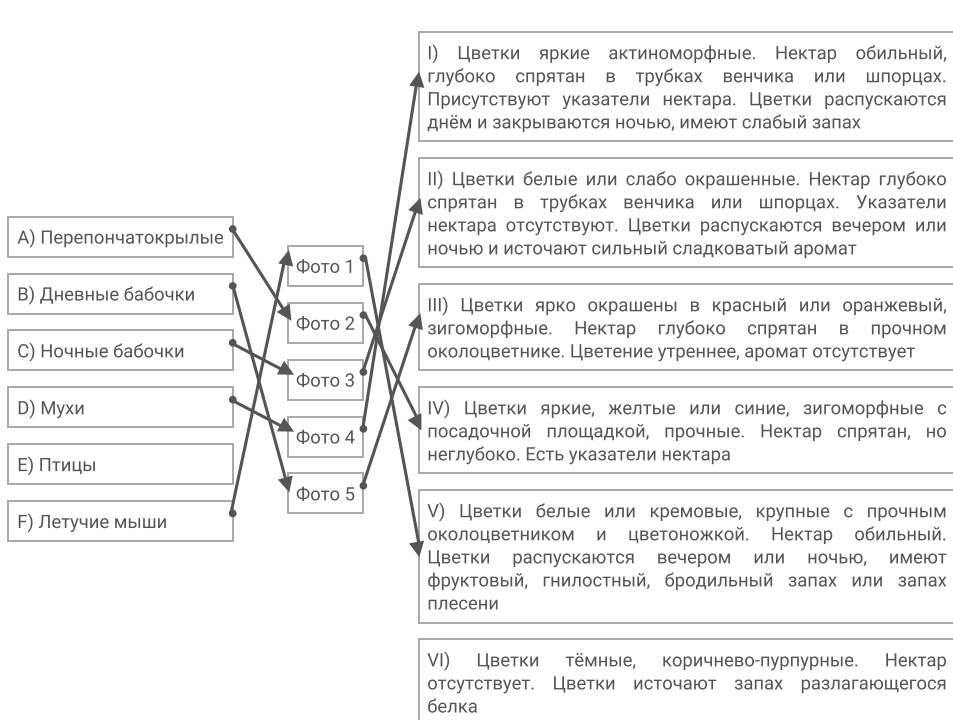 A) Перепончатокрылые
B) Дневные бабочки
C) Ночные бабочки
D) Мухи
E) Птицы
F) Летучие мыши
Фото 1
Фото 2
Фото 3
Фото 4
Фото 5
I) Цветки яркие актиноморфные. Нектар обильный,
глубоко спрятан в трубках венчика или шпорцах.
Присутствуют указатели нектара. Цветки распускаются
днём и закрываются ночью, имеют слабый запах
II) Цветки белые или слабо окрашенные. Нектар глубоко
спрятан в трубках венчика или шпорцах. Указатели
нектара отсутствуют. Цветки распускаются вечером или
ночью и источают сильный сладковатый аромат
III) Цветки ярко окрашены в красный или оранжевый,
зигоморфные. Нектар глубоко спрятан в прочном
околоцветнике. Цветение утреннее, аромат отсутствует
IV) Цветки яркие, желтые или синие, зигоморфные с
посадочной площадкой, прочные. Нектар спрятан, но
неглубоко. Есть указатели нектара
V) Цветки белые или кремовые, крупные с прочным
околоцветником и цветоножкой. Нектар обильный.
Цветки распускаются вечером или ночью, имеют
фруктовый, гнилостный, бродильный запах или запах
плесени
VI) Цветки тёмные, коричнево-пурпурные. Нектар
отсутствует. Цветки источают запах разлагающегося
белка